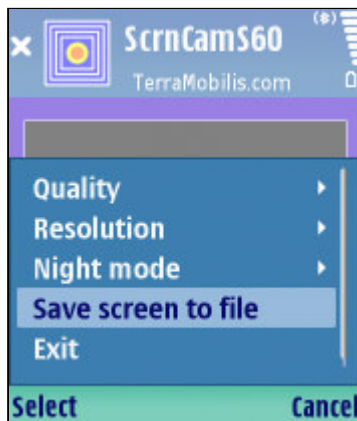 ScrnCamS60
TerraMobilis.com
Quality
Resolution
Night mode
Save screen to file
Exit
Select Cancel